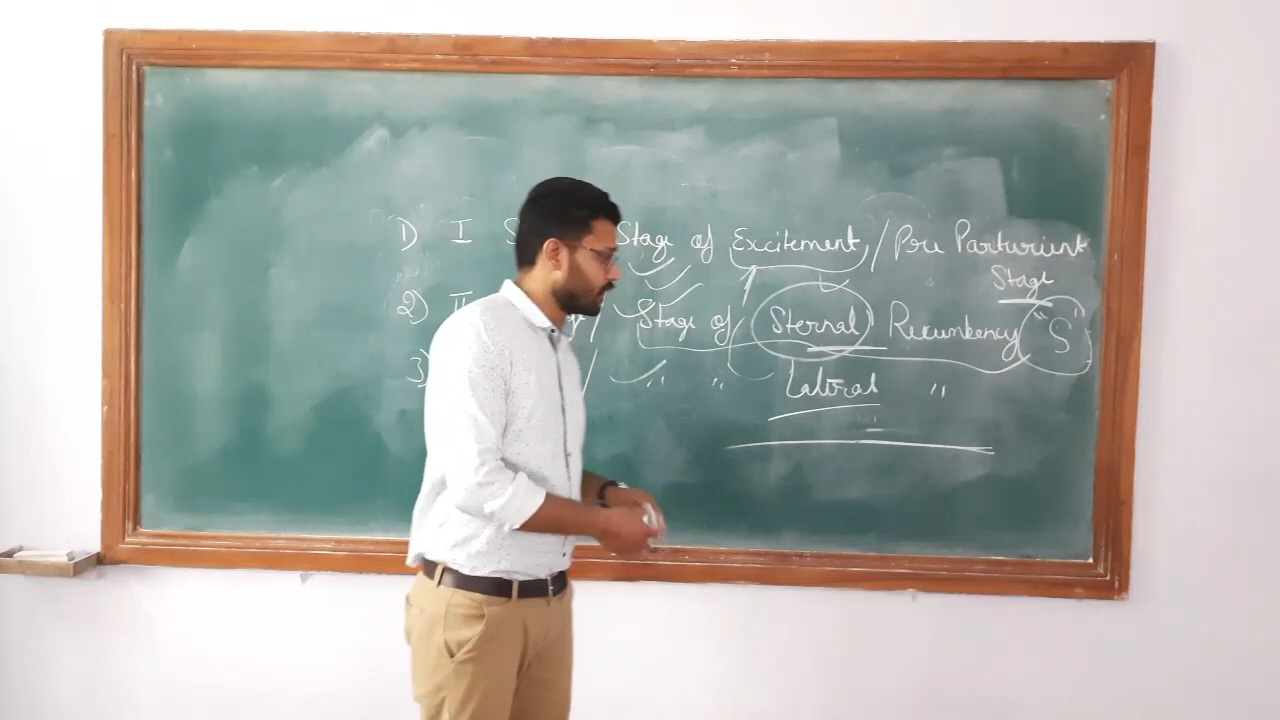 1) I S Stage of Excitement / Pre Parturient
Stage
2) II / Stage of Sternal Recumbency "S"
3) / " " Lateral "